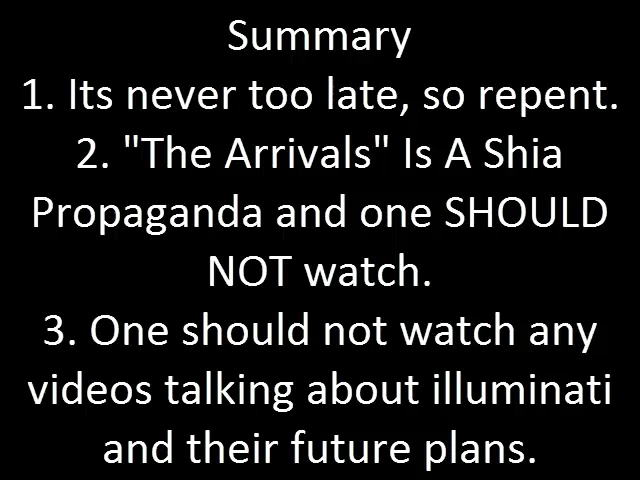 Summary
1. Its never too late, so repent.
2. "The Arrivals" Is A Shia
Propaganda and one SHOULD
NOT watch.
3. One should not watch any
videos talking about illuminati
and their future plans.